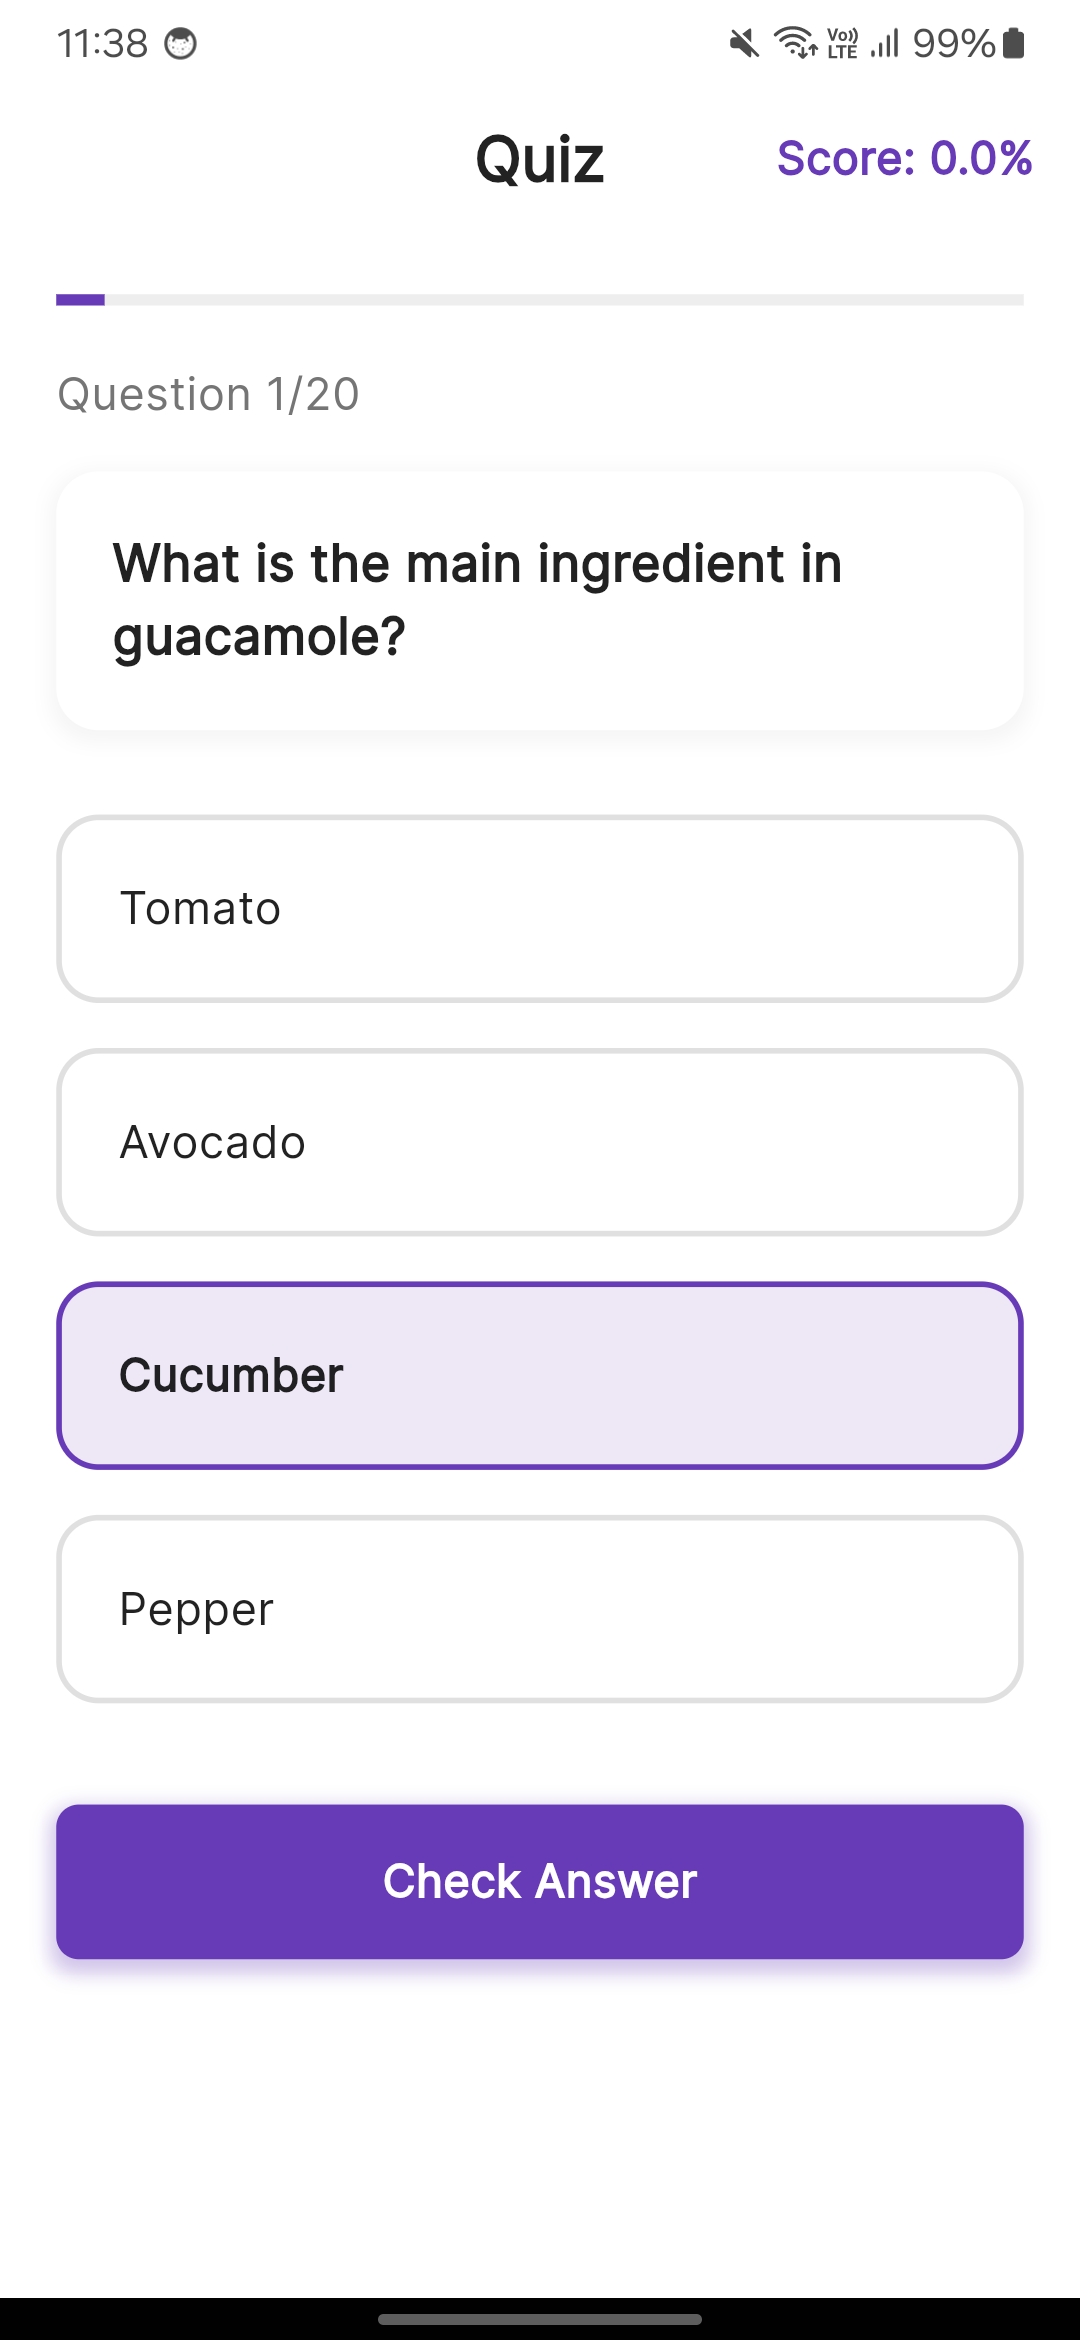 11:38 Vo)) LTE 99%
Quiz Score: 0.0%
Question 1/20
What is the main ingredient in
guacamole?
Tomato
Avocado
Cucumber
Pepper
Check Answer